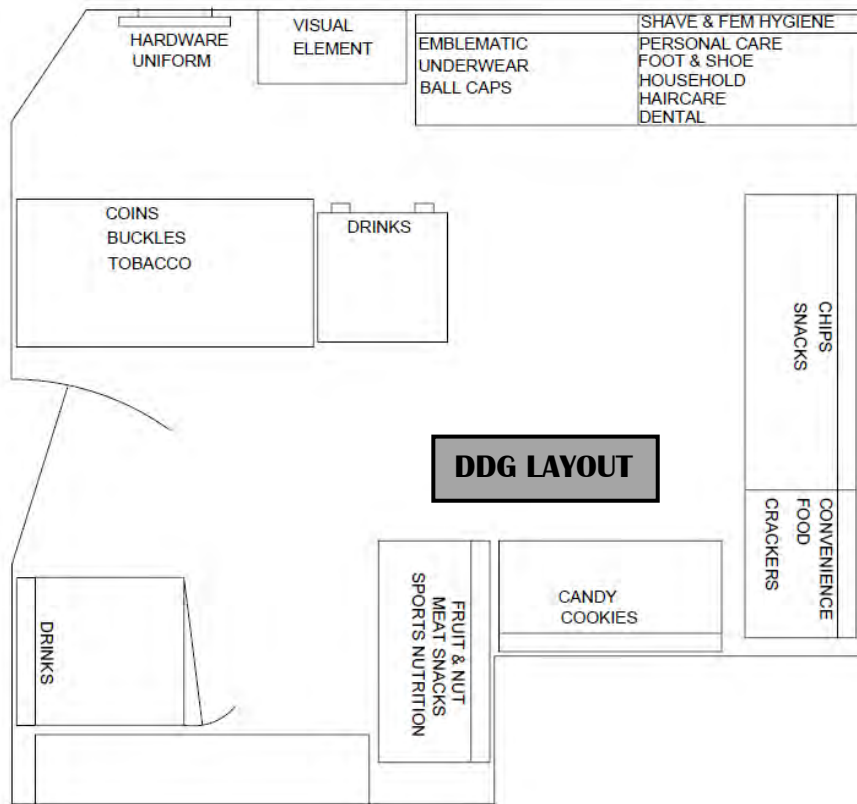 HARDWARE
UNIFORM
VISUAL
ELEMENT
EMBLEMATIC
UNDERWEAR
BALL CAPS
SHAVE & FEM HYGIENE
PERSONAL CARE
FOOT & SHOE
HOUSEHOLD
HAIRCARE
DENTAL
COINS
BUCKLES
TOBACCO
DRINKS
CHIPS
SNACKS
DDG LAYOUT
CONVENIENCE
FOOD
CRACKERS
CANDY
COOKIES
FRUIT & NUT
MEAT SNACKS
SPORTS NUTRITION
DRINKS